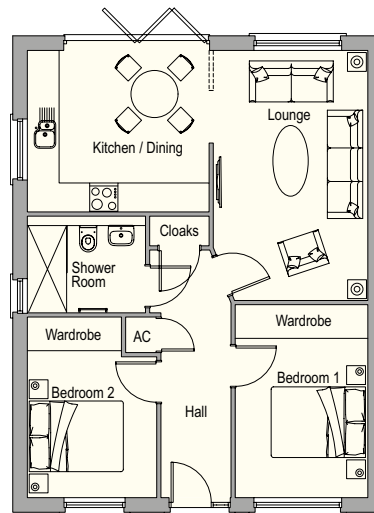 Lounge
Kitchen / Dining
Cloaks
Shower
Room
Wardrobe
AC
Wardrobe
Bedroom 2
Bedroom 1
Hall